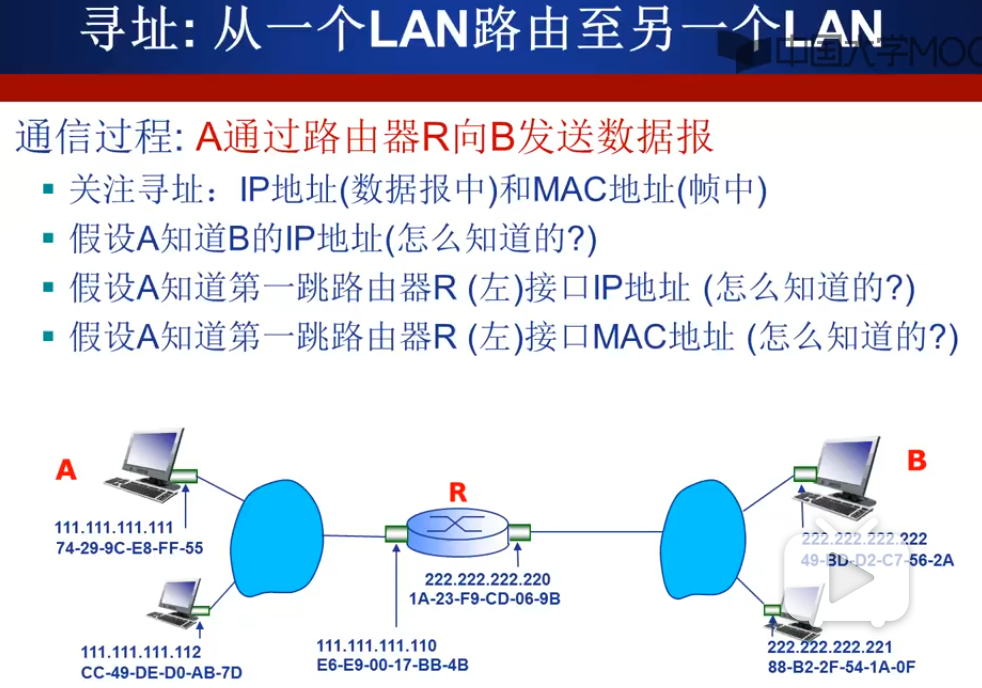 寻址: 从一个LAN路由至另一个LAN
中国大学MOO
通信过程: A通过路由器R向B发送数据报
关注寻址：IP地址(数据报中)和MAC地址(帧中)
假设A知道B的IP地址(怎么知道的?)
假设A知道第一跳路由器R (左)接口IP地址 (怎么知道的?)
假设A知道第一跳路由器R (左)接口MAC地址 (怎么知道的?)
A
B
R
111.111.111.111
74-29-9C-E8-FF-55
222.222.222.222
49-BD-D2-C7-56-2A
222.222.222.220
1A-23-F9-CD-06-9B
111.111.111.112
CC-49-DE-D0-AB-7D
111.111.111.110
E6-E9-00-17-BB-4B
222.222.222.221
88-B2-2F-54-1A-0F